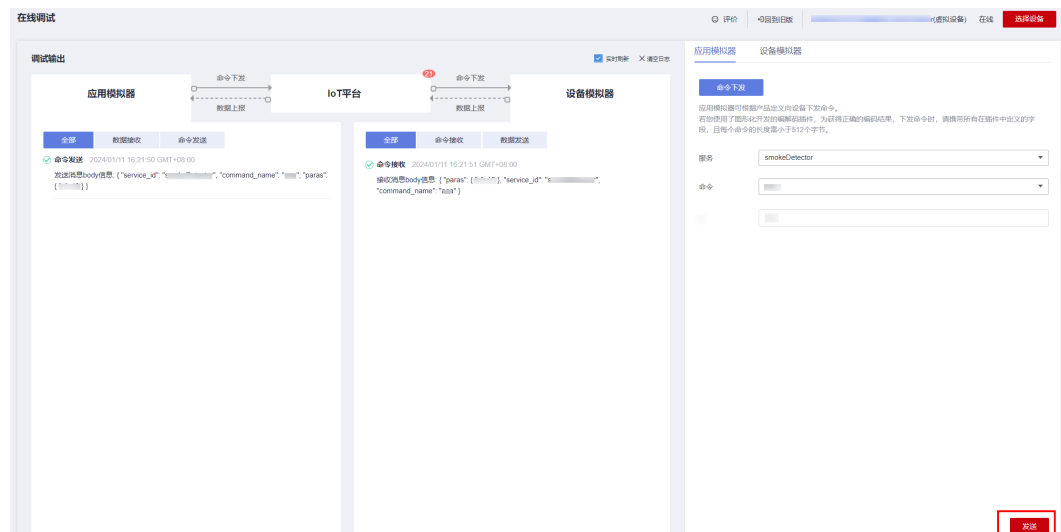 在线调试
评价
回到旧版
(虚拟设备)
在线
选择设备
调试输出
实时刷新
清空日志
应用模拟器
命令下发
数据上报
IoT平台
21
命令下发
数据上报
设备模拟器
全部
数据接收
命令发送
命令发送 2024/01/11 16:21:50 GMT+08:00
发送消息body信息: { "service_id": "s", "command_name": " ", "paras":
{ } }
全部
命令接收
数据发送
命令接收 2024/01/11 16:21:51 GMT+08:00
接收消息body信息: { "paras": { }, "service_id": "s ",
"command_name": "aaa" }
应用模拟器
设备模拟器
命令下发
应用模拟器可根据产品定义向设备下发命令。
若您使用了图形化开发的编解码插件，为获得正确的编码结果，下发命令时，请携带所有在插件中定义的字
段，且每个命令的长度需小于512个字节。
服务
smokeDetector
命令
发送